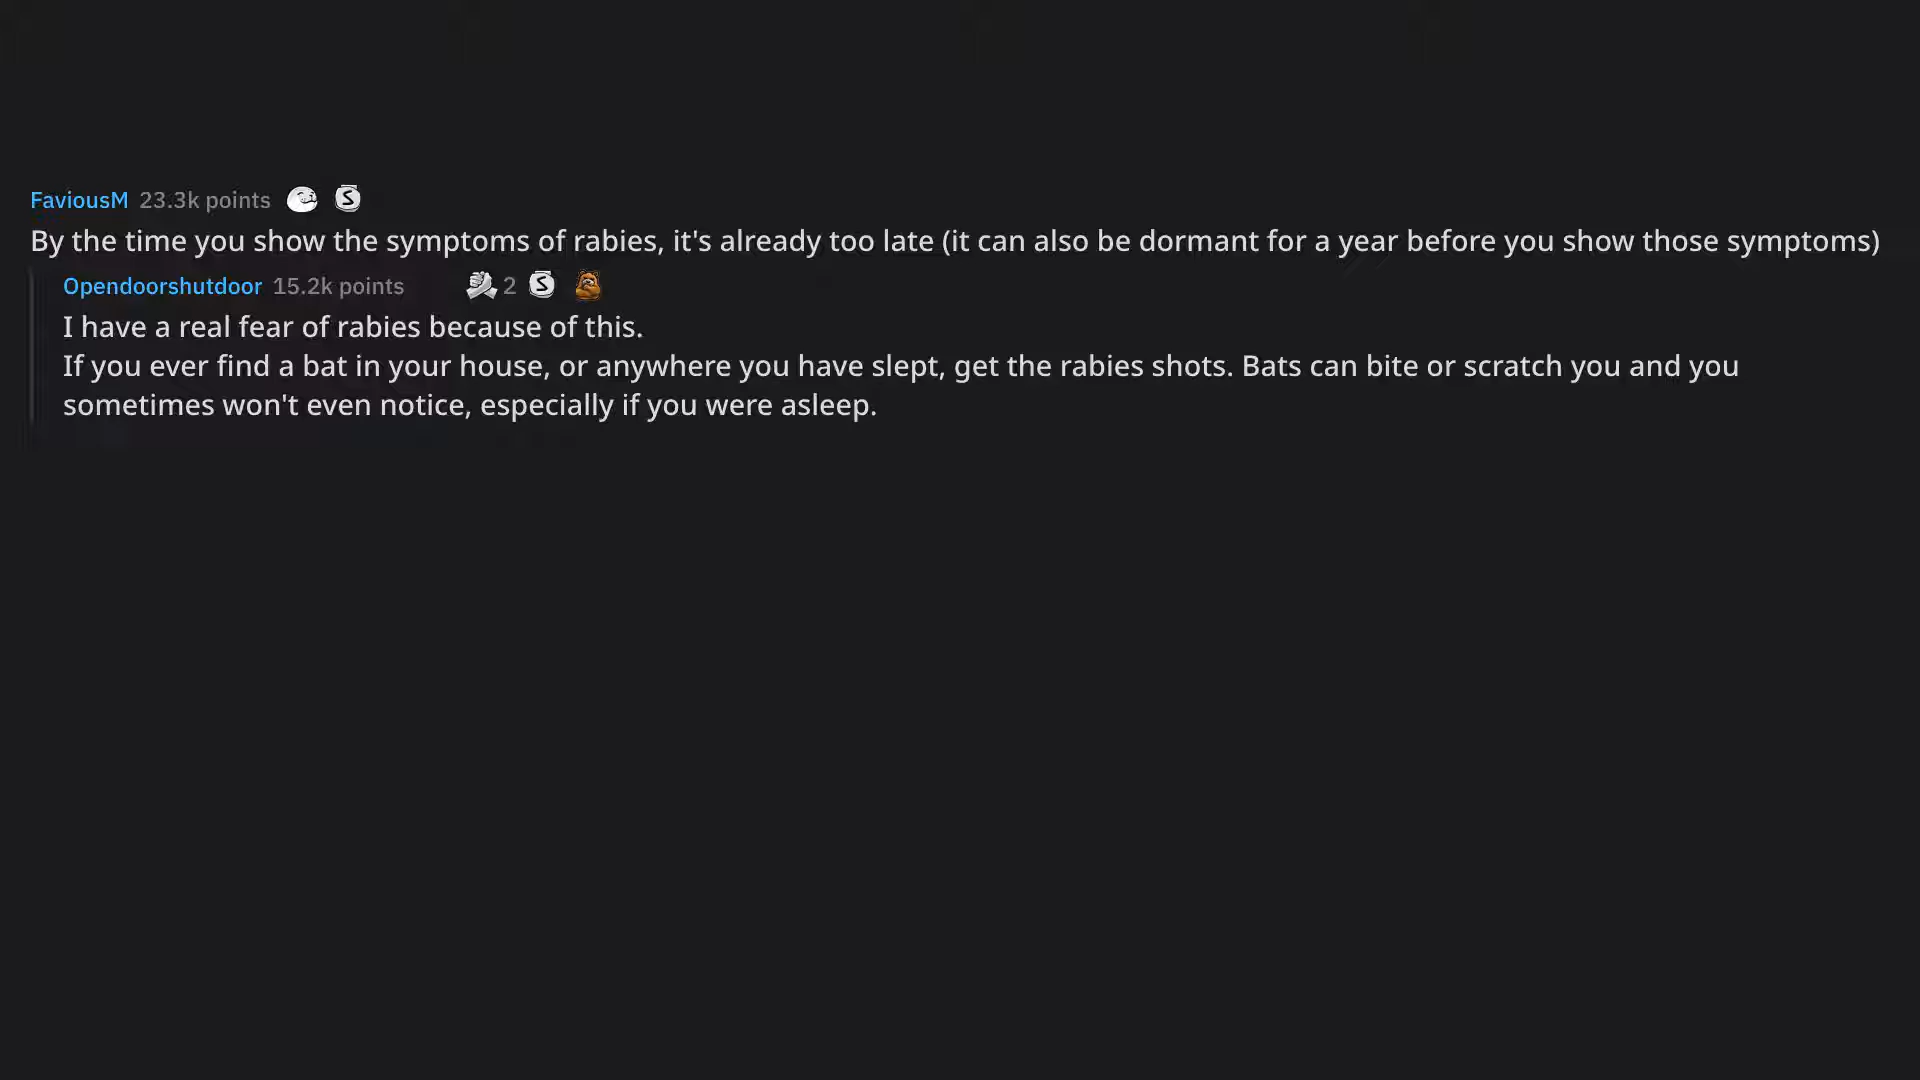 FaviousM 23.3k points
By the time you show the symptoms of rabies, it's already too late (it can also be dormant for a year before you show those symptoms)
Opendoorshutdoor 15.2k points 2
I have a real fear of rabies because of this.
If you ever find a bat in your house, or anywhere you have slept, get the rabies shots. Bats can bite or scratch you and you
sometimes won't even notice, especially if you were asleep.